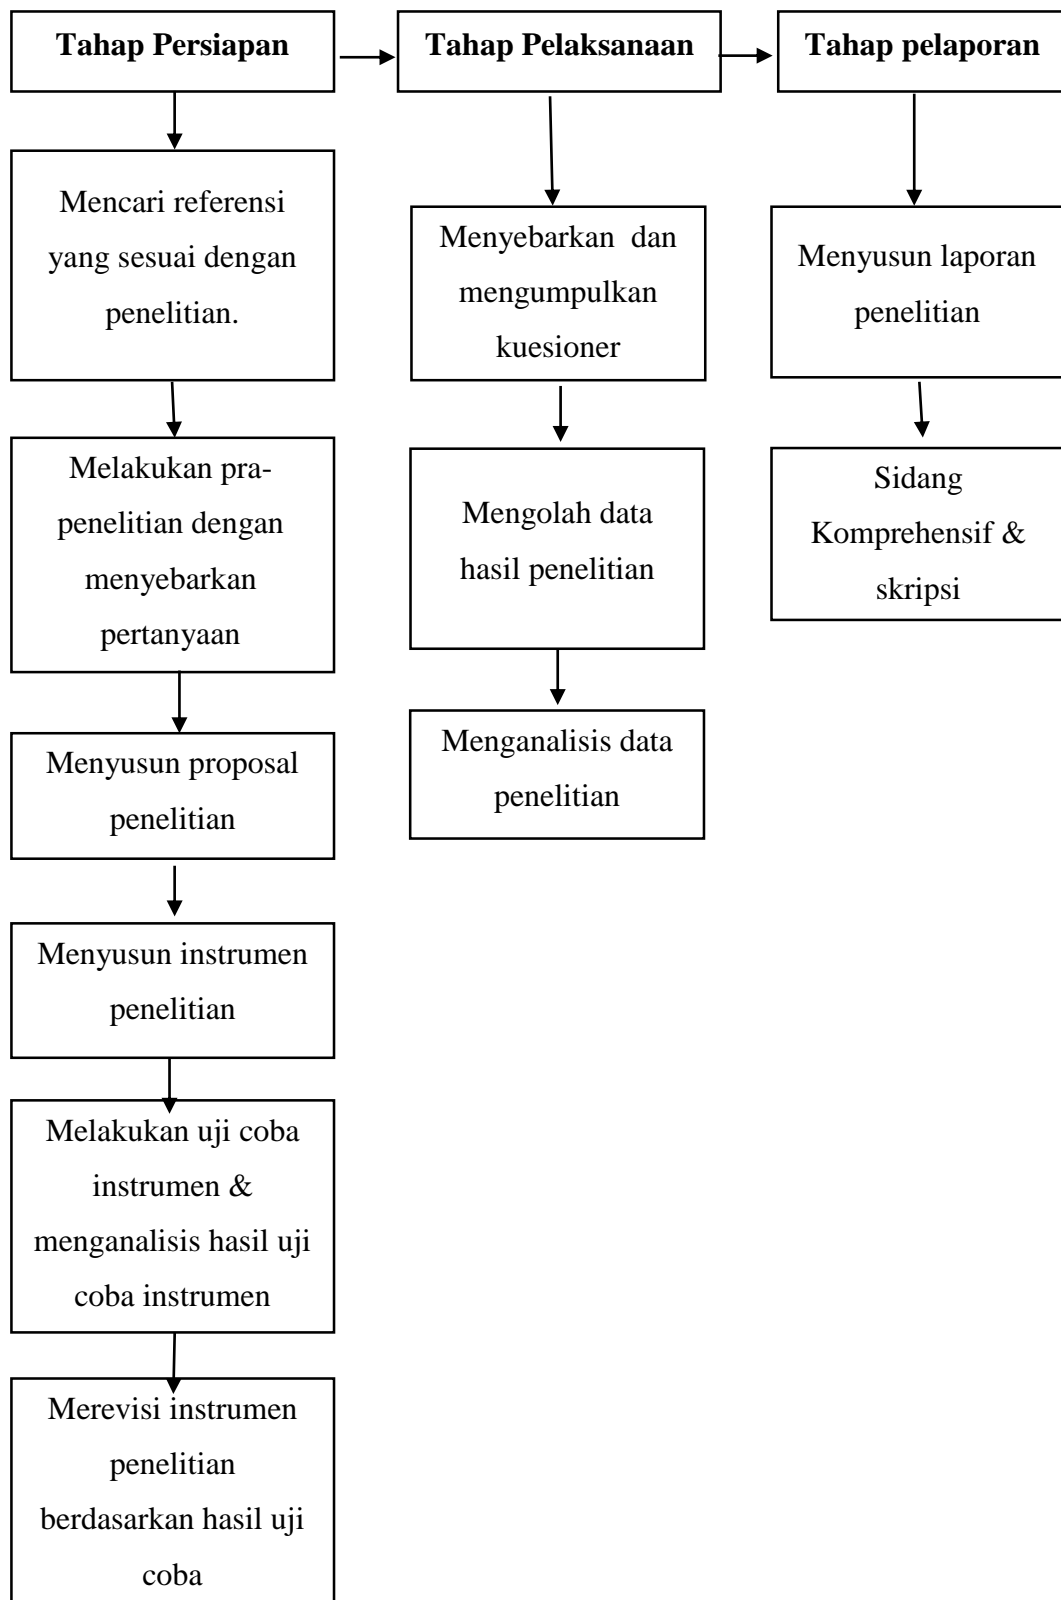 Tahap Persiapan
Tahap Pelaksanaan
Tahap pelaporan
Mencari referensi
yang sesuai dengan
penelitian.
Melakukan pra-
penelitian dengan
menyebarkan
pertanyaan
Menyusun proposal
penelitian
Menyusun instrumen
penelitian
Melakukan uji coba
instrumen &
menganalisis hasil uji
coba instrumen
Merevisi instrumen
penelitian
berdasarkan hasil uji
coba
Menyebarkan  dan
mengumpulkan
kuesioner
Mengolah data
hasil penelitian
Menganalisis data
penelitian
Menyusun laporan
penelitian
Sidang
Komprehensif &
skripsi